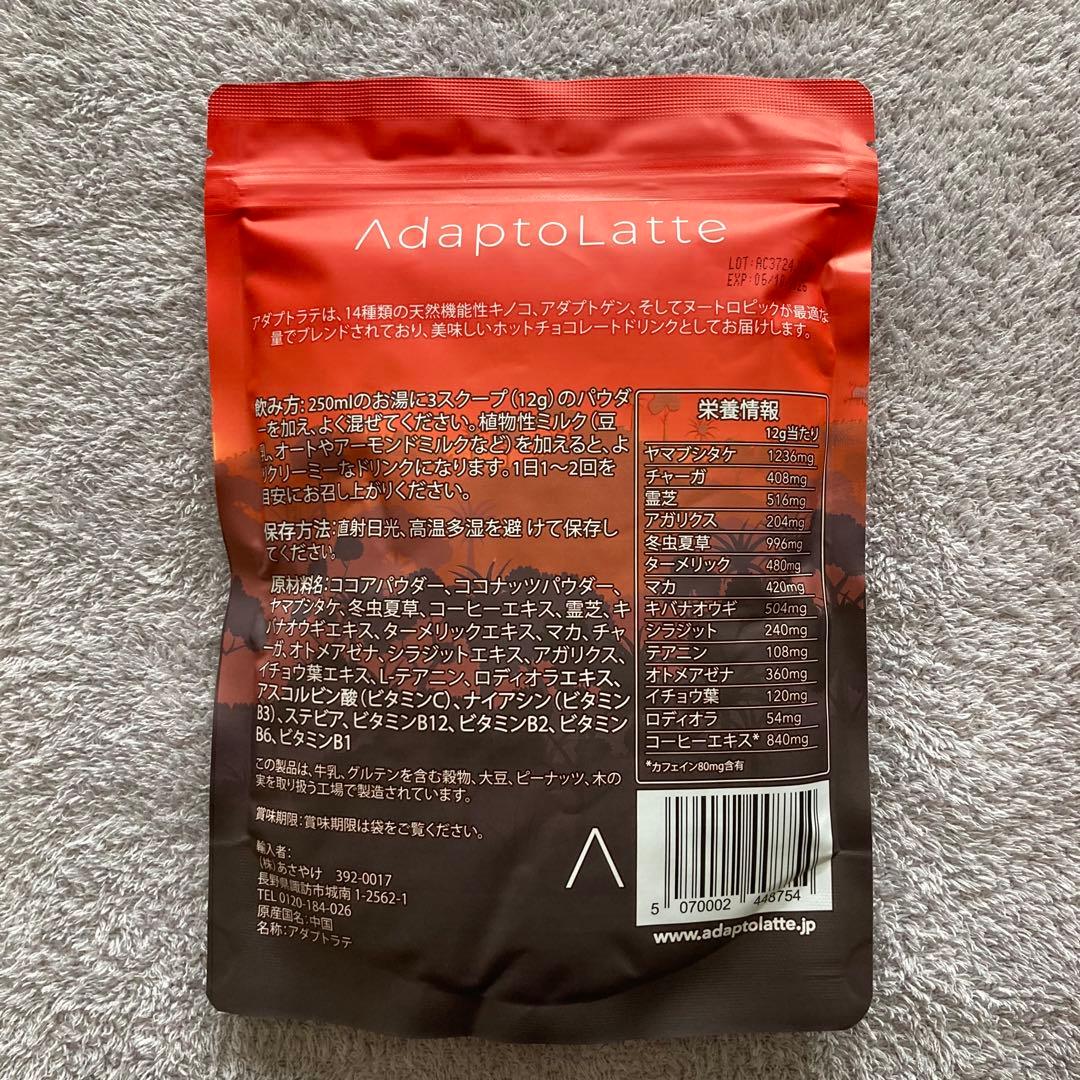 AdaptoLatte
LOT:AC3724
EXP:06/
アダプトラテは、14種類の天然機能性キノコ、アダプトゲン、そしてヌートロピックが最適な
量でブレンドされており、美味しいホットチョコレートドリンクとしてお届けします。
飲み方: 250mlのお湯に3スクープ(12g)のパウダ
ーを加え、よく混ぜてください。植物性ミルク(豆
乳、オートやアーモンドミルクなど)を加えると、よ
りクリーミーなドリンクになります。1日1〜2回を
目安にお召し上がりください。
保存方法:直射日光、高温多湿を避 けて保存し
てください。
原材料名:ココアパウダー、ココナッツパウダー、
ヤマブシタケ、冬虫夏草、コーヒーエキス、霊芝、キ
バナオウギエキス、ターメリックエキス、マカ、チャ
ーガ、オトメアゼナ、シラジットエキス、アガリクス、
イチョウ葉エキス、L-テアニン、ロディオラエキス、
アスコルビン酸(ビタミンC)、ナイアシン(ビタミン
B3)、ステビア、ビタミンB12、ビタミンB2、ビタミン
B6、ビタミンB1
この製品は、牛乳、グルテンを含む穀物、大豆、ピーナッツ、木の
実を取り扱う工場で製造されています。
賞味期限:賞味期限は袋をご覧ください。
輸入者:
(株)あさやけ 392-0017
長野県諏訪市城南 1-2562-1
TEL 0120-184-026
原産国名:中国
名称:アダプトラテ
栄養情報
12g当たり
ヤマブシタケ 1236mg
チャーガ 408mg
霊芝 516mg
アガリクス 204mg
冬虫夏草 996mg
ターメリック 480mg
マカ 420mg
キバナオウギ 504mg
シラジット 240mg
テアニン 108mg
オトメアゼナ 360mg
イチョウ葉 120mg
ロディオラ 54mg
コーヒーエキス* 840mg
*カフェイン80mg含有
5 070002 448754
www.adaptolatte.jp